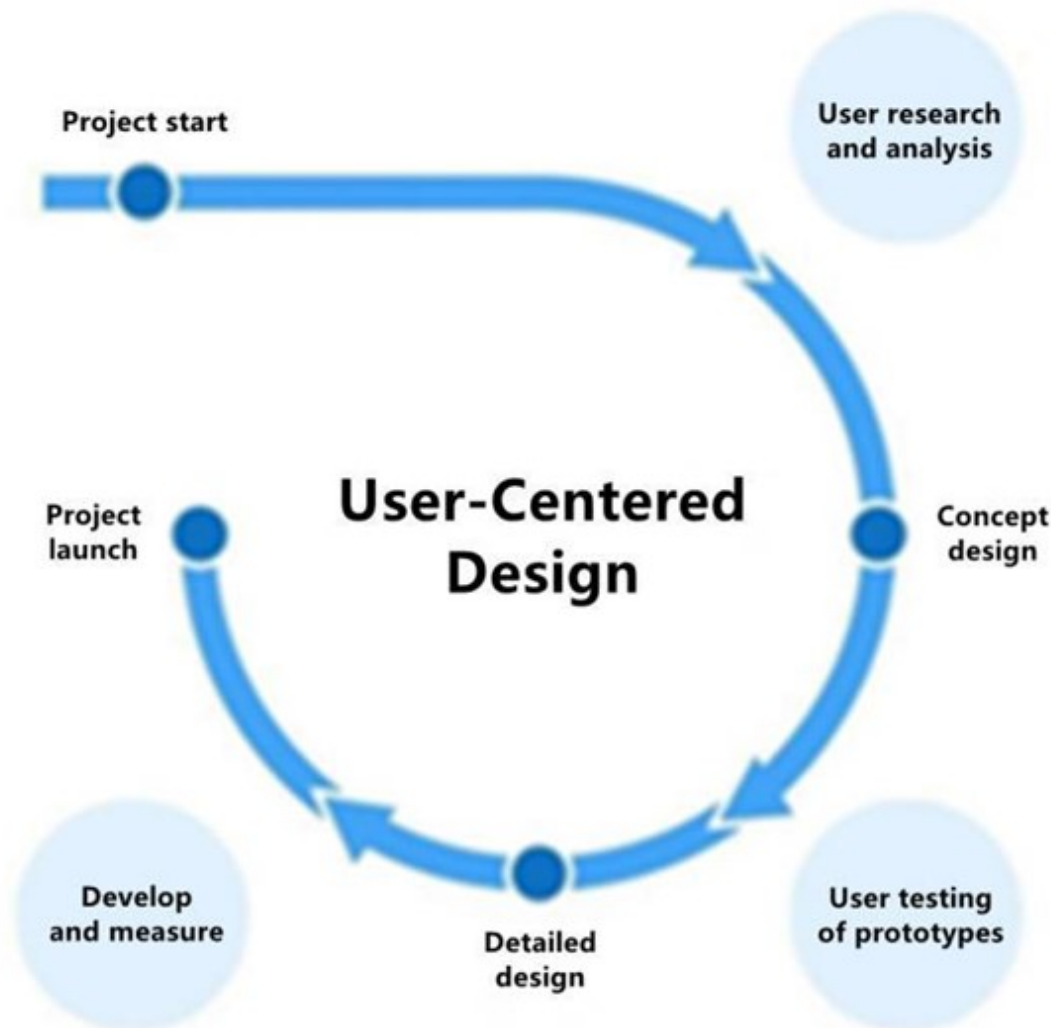 Project start
User research
and analysis
User-Centered
Design
Project
launch
Concept
design
Develop
and measure
Detailed
design
User testing
of prototypes